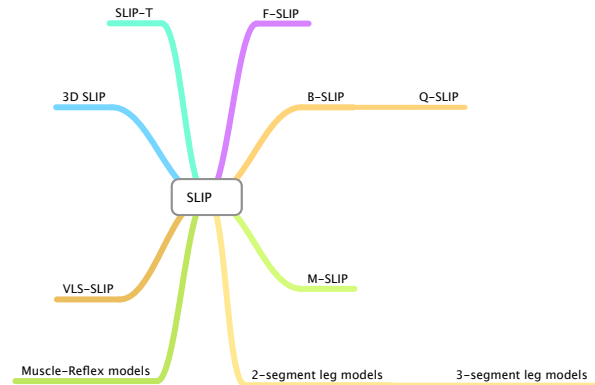 SLIP-T
F-SLIP
3D SLIP
B-SLIP
Q-SLIP
SLIP
VLS-SLIP
M-SLIP
Muscle-Reflex models
2-segment leg models
3-segment leg models